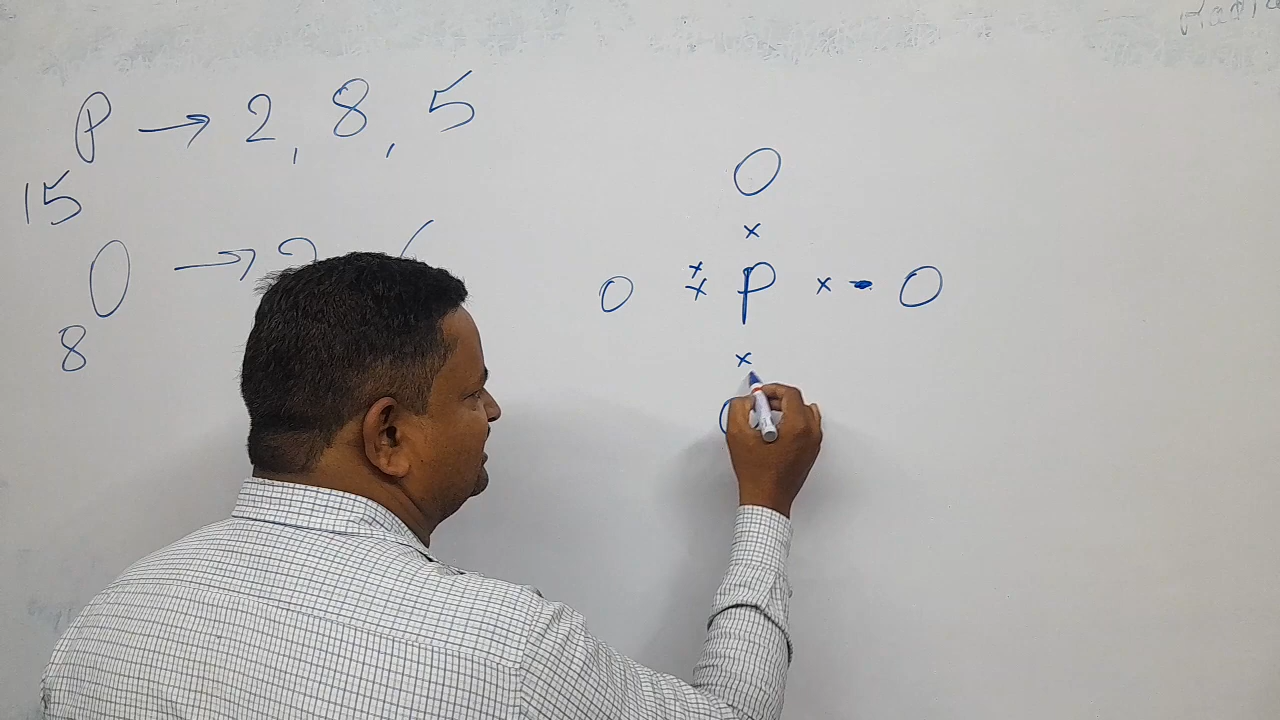 P → 2, 8, 5
15
O →
8
O
×
O ×× P × - O
×